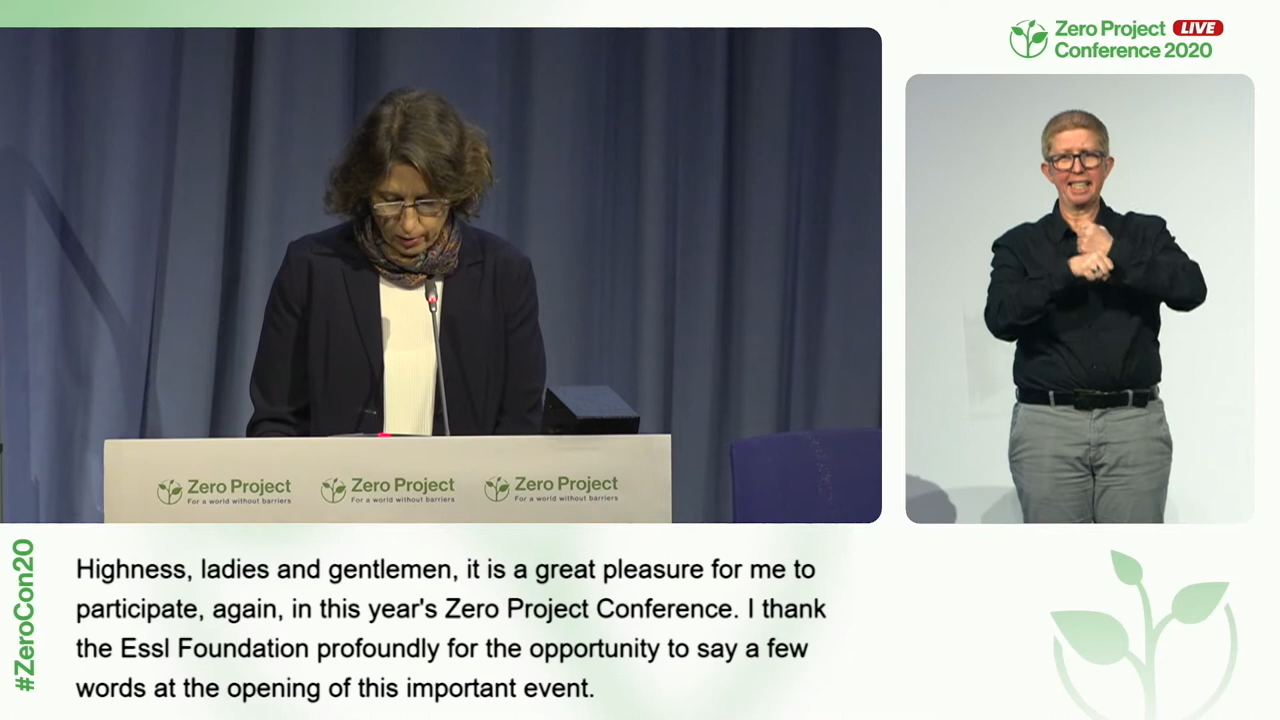 Zero Project LIVE
Conference 2020
Zero Project
For a world without barriers
Zero Project
For a world without barriers
Zero Project
For a world without barriers
#ZeroCon20
Highness, ladies and gentlemen, it is a great pleasure for me to
participate, again, in this year's Zero Project Conference. I thank
the Essl Foundation profoundly for the opportunity to say a few
words at the opening of this important event.